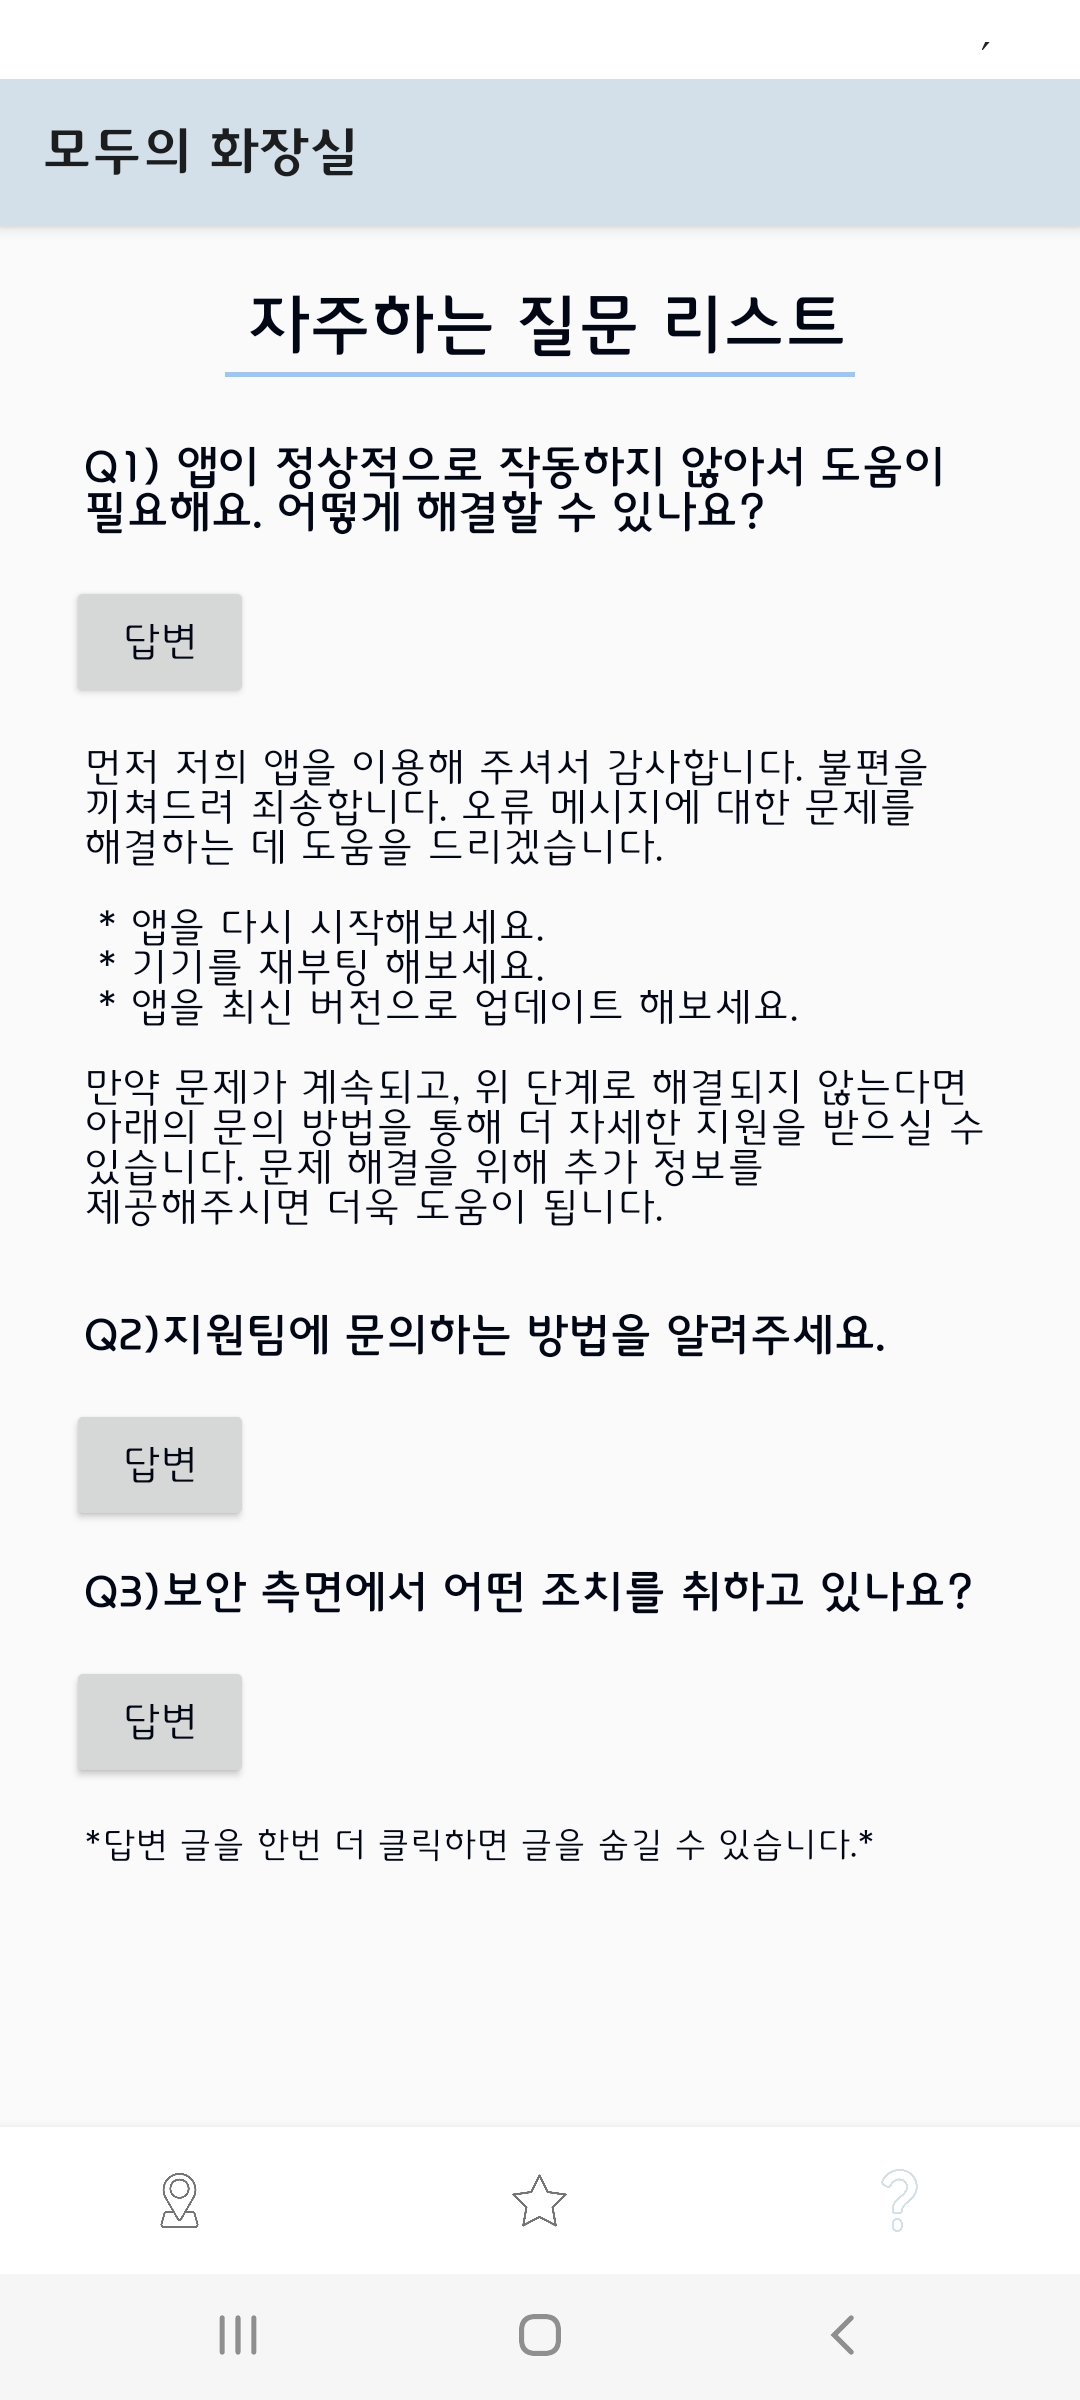 모두의 화장실
자주하는 질문 리스트
Q1) 앱이 정상적으로 작동하지 않아서 도움이
필요해요. 어떻게 해결할 수 있나요?
답변
먼저 저희 앱을 이용해 주셔서 감사합니다. 불편을
끼쳐드려 죄송합니다. 오류 메시지에 대한 문제를
해결하는 데 도움을 드리겠습니다.
* 앱을 다시 시작해보세요.
* 기기를 재부팅 해보세요.
* 앱을 최신 버전으로 업데이트 해보세요.
만약 문제가 계속되고, 위 단계로 해결되지 않는다면
아래의 문의 방법을 통해 더 자세한 지원을 받으실 수
있습니다. 문제 해결을 위해 추가 정보를
제공해주시면 더욱 도움이 됩니다.
Q2)지원팀에 문의하는 방법을 알려주세요.
답변
Q3)보안 측면에서 어떤 조치를 취하고 있나요?
답변
*답변 글을 한번 더 클릭하면 글을 숨길 수 있습니다.*